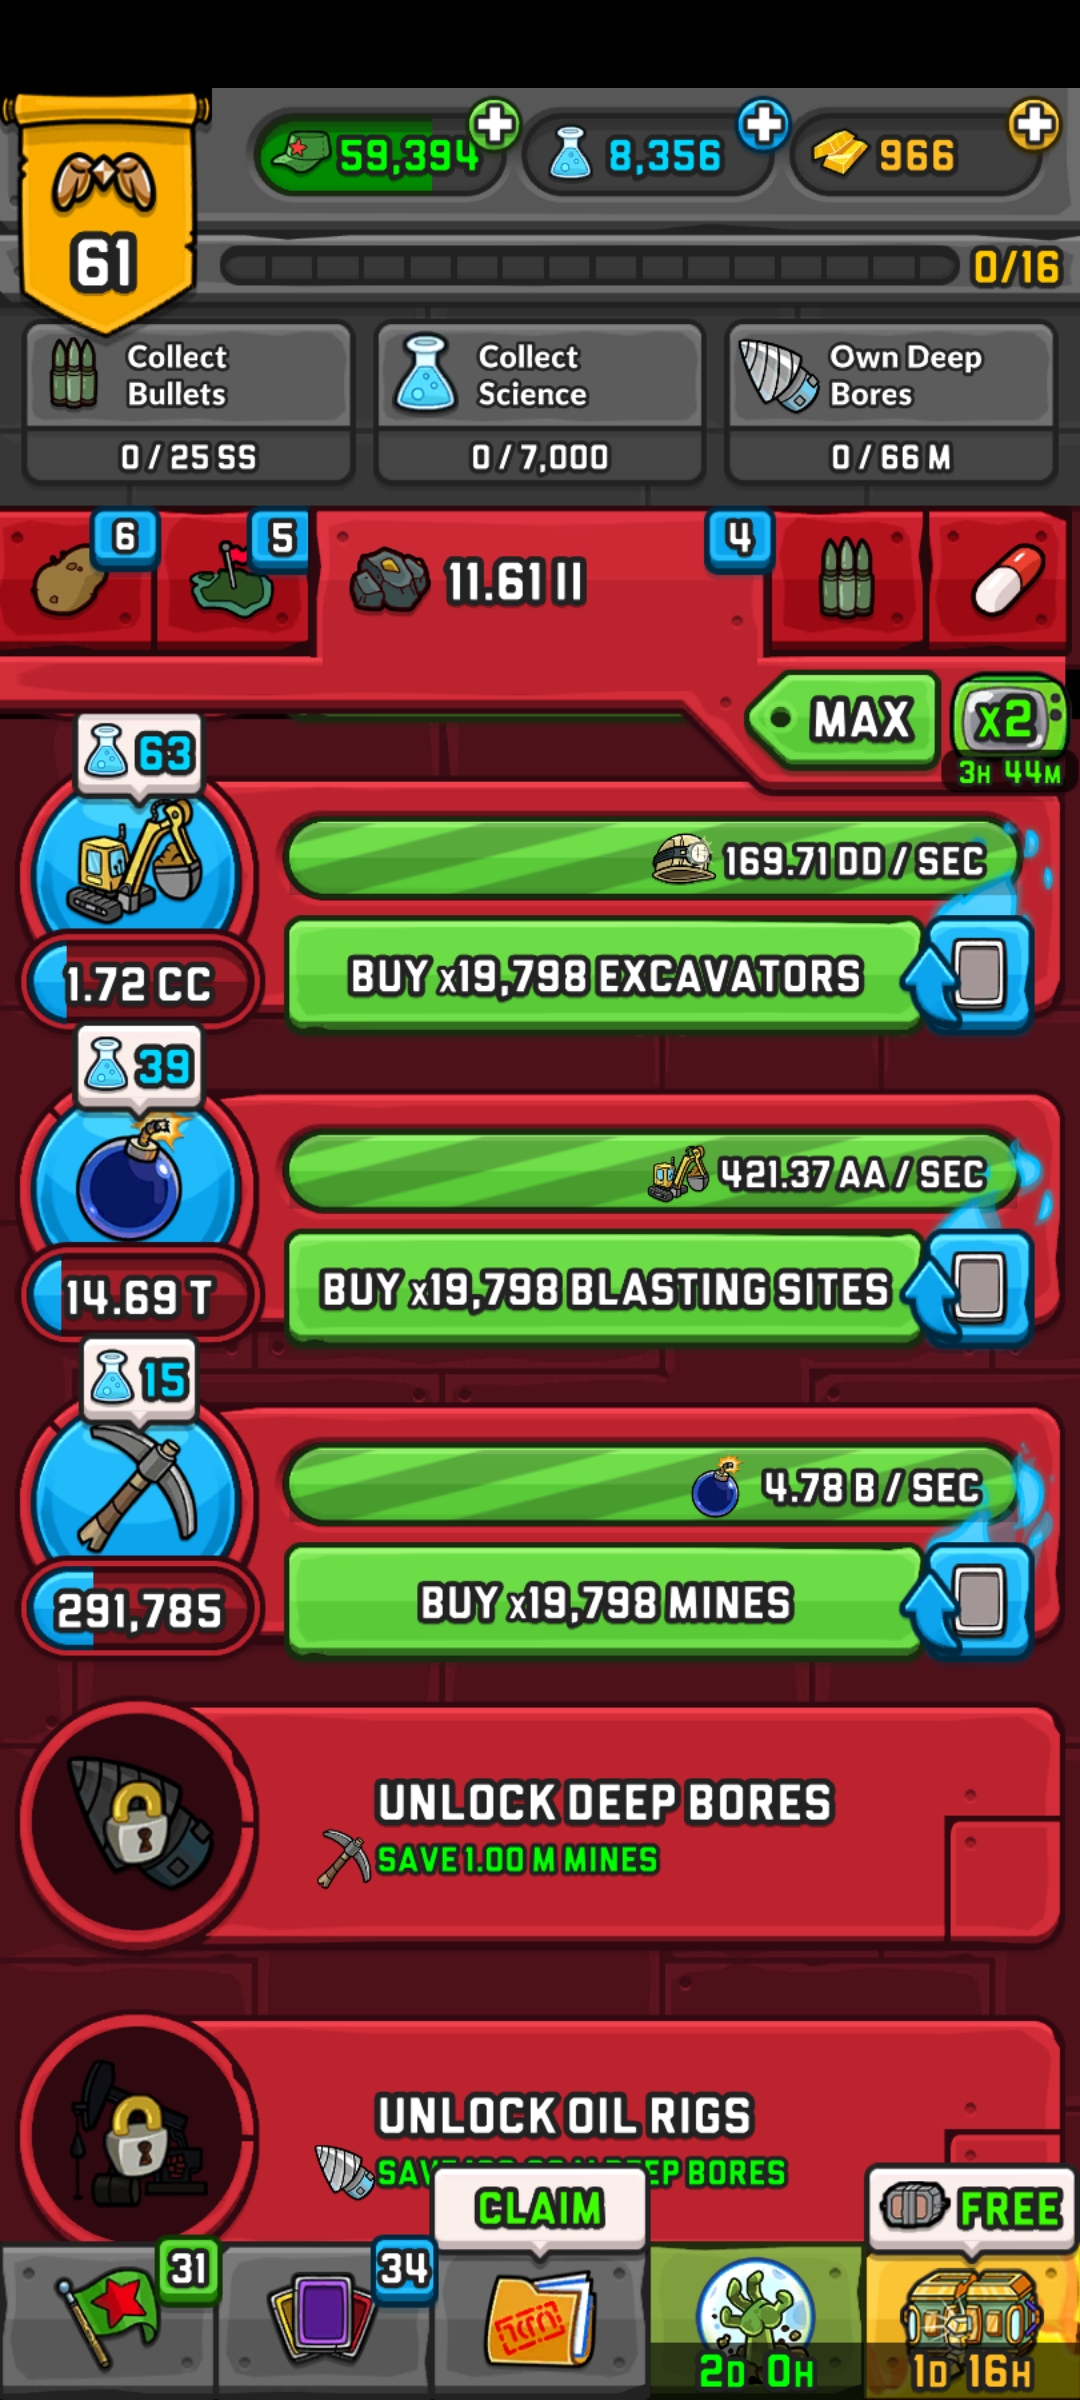 59,394
8,356
966
61
0/16
Collect
Bullets
0 / 25 SS
Collect
Science
0 / 7,000
Own Deep
Bores
0 / 66 M
6
5
11.61 II
4
MAX
x2
3H 44M
63
169.71 DD / SEC
1.72 CC
BUY x19,798 EXCAVATORS
39
421.37 AA / SEC
14.69 T
BUY x19,798 BLASTING SITES
15
4.78 B / SEC
291,785
BUY x19,798 MINES
UNLOCK DEEP BORES
SAVE 1.00 M MINES
UNLOCK OIL RIGS
DEEP BORES
CLAIM
FREE
31
34
2D 0H
1D 16H